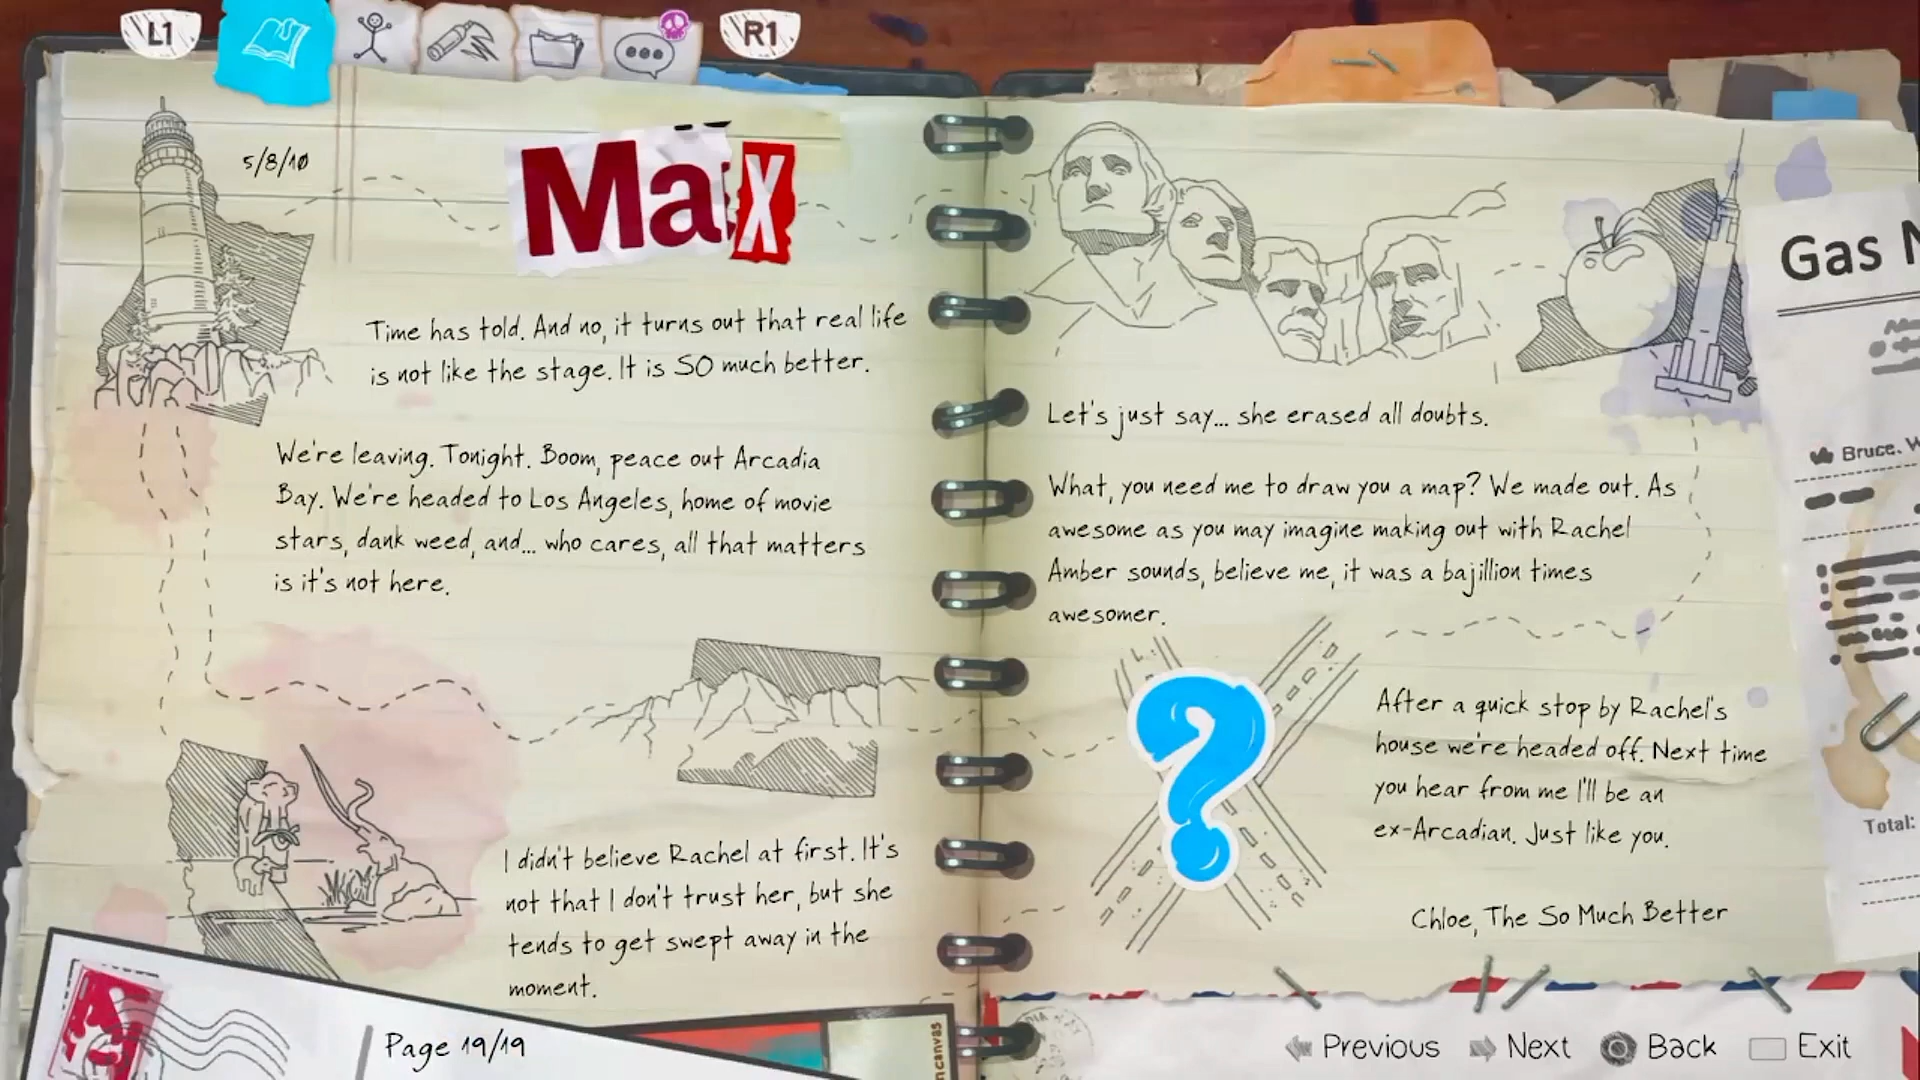 L1
R1
5/8/10
Max
Time has told. And no, it turns out that real life
is not like the stage. It is SO much better.
We're leaving. Tonight. Boom, peace out Arcadia
Bay. We're headed to Los Angeles, home of movie
stars, dank weed, and... who cares, all that matters
is it's not here.
I didn't believe Rachel at first. It's
not that I don't trust her, but she
tends to get swept away in the
moment.
Page 19/19
Let's just say... she erased all doubts.
What, you need me to draw you a map? We made out. As
awesome as you may imagine making out with Rachel
Amber sounds, believe me, it was a bajillion times
awesomer.
After a quick stop by Rachel's
house we're headed off. Next time
you hear from me I'll be an
ex-Arcadian. Just like you.
Chloe, The So Much Better
Gas
Bruce. W
Total:
Previous
Next
Back
Exit